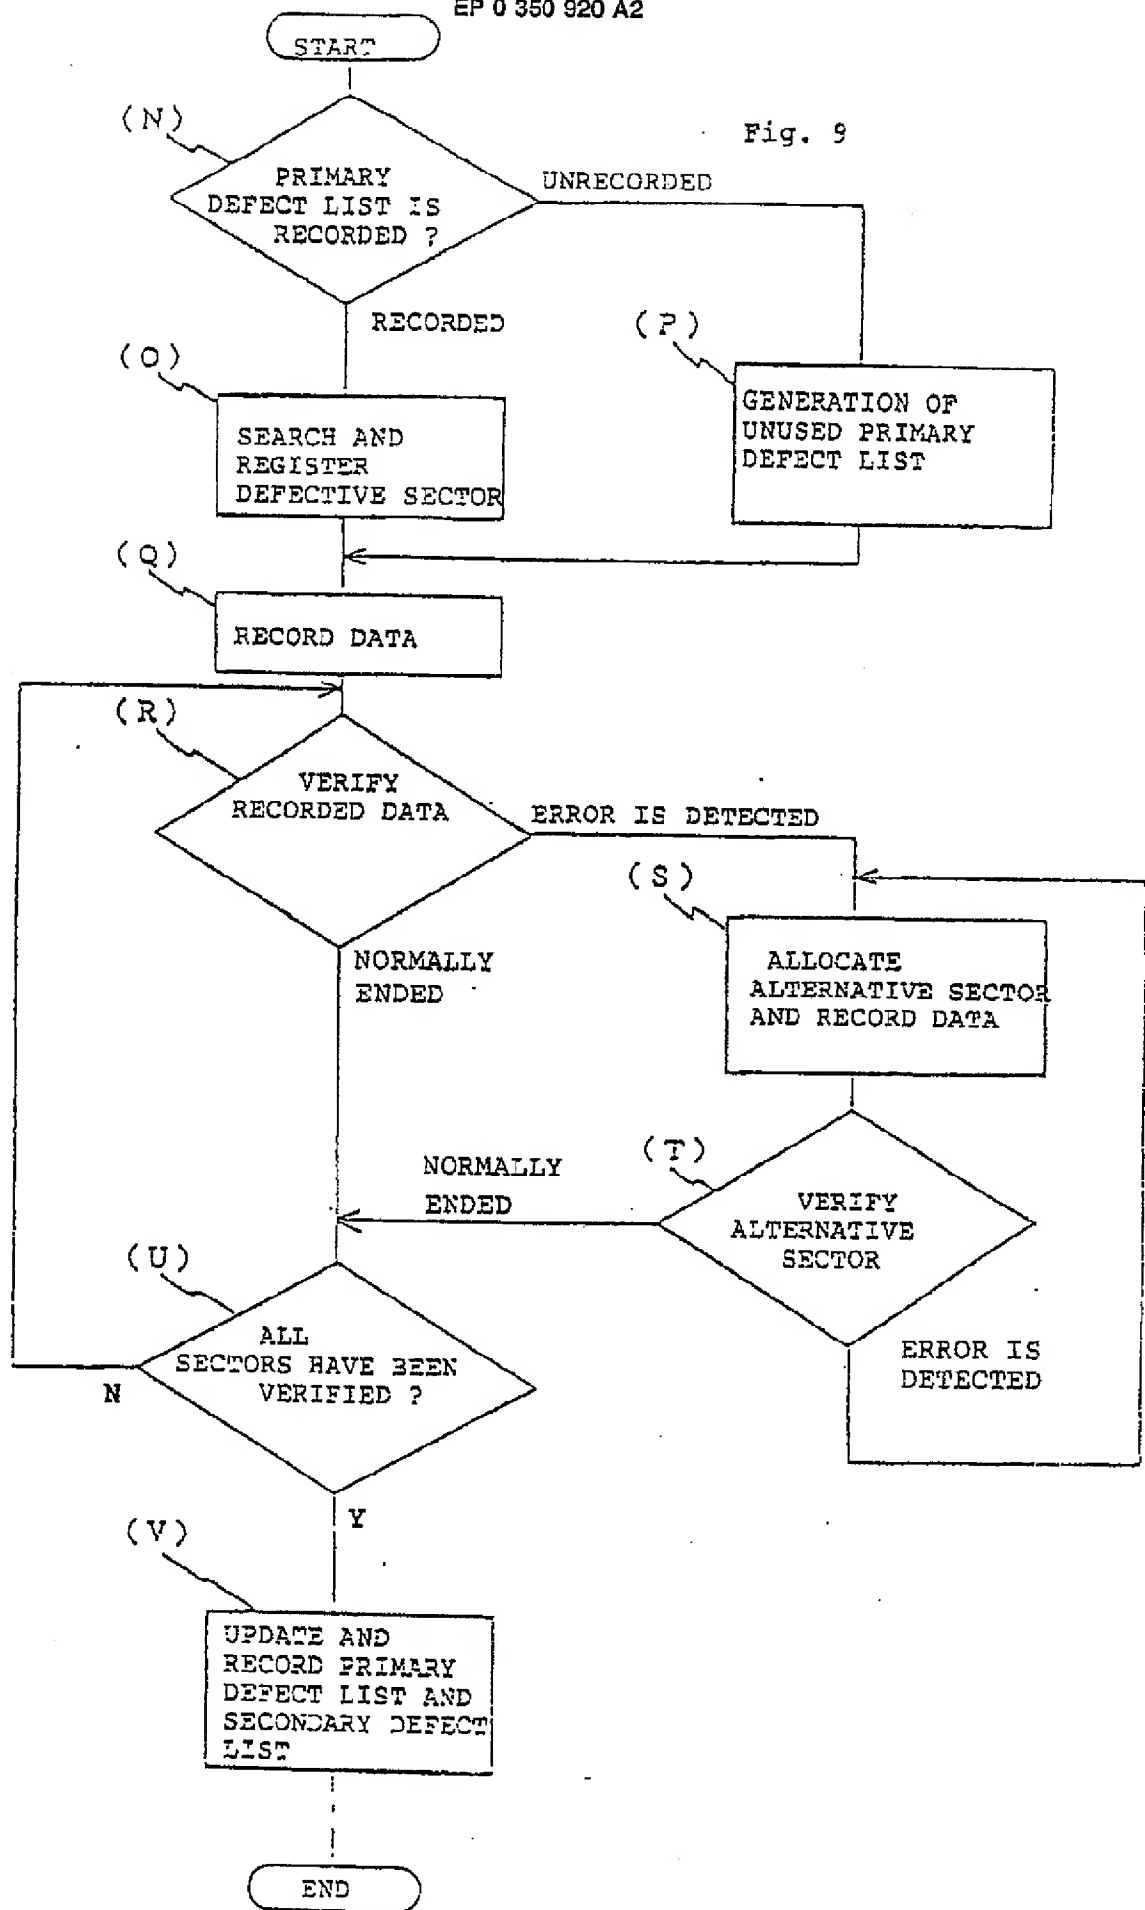 EP 0 350 920 A2
START
(N)
Fig. 9
PRIMARY
DEFECT LIST IS
RECORDED ?
UNRECORDED
RECORDED
(O)
(P)
SEARCH AND
REGISTER
DEFECTIVE SECTOR
GENERATION OF
UNUSED PRIMARY
DEFECT LIST
(Q)
RECORD DATA
(R)
VERIFY
RECORDED DATA
ERROR IS DETECTED
(S)
NORMALLY
ENDED
ALLOCATE
ALTERNATIVE SECTOR
AND RECORD DATA
(T)
NORMALLY
ENDED
VERIFY
ALTERNATIVE
SECTOR
(U)
ALL
SECTORS HAVE BEEN
VERIFIED ?
N
ERROR IS
DETECTED
Y
(V)
UPDATE AND
RECORD PRIMARY
DEFECT LIST AND
SECONDARY DEFECT
LIST
END